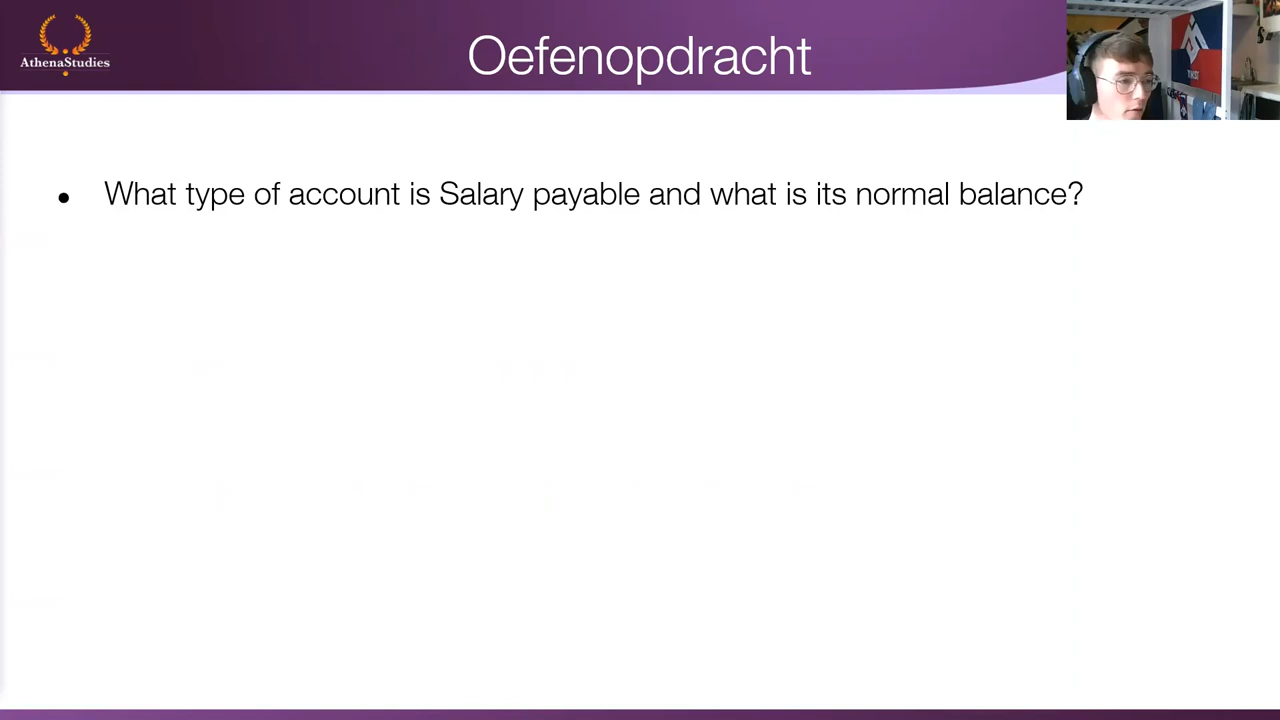 AthenaStudies
Oefenopdracht
• What type of account is Salary payable and what is its normal balance?